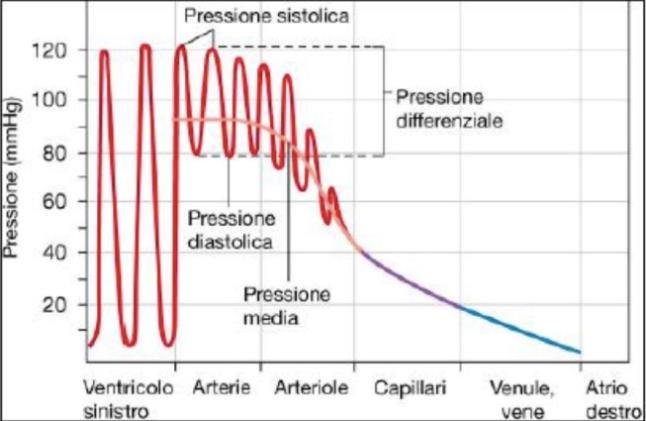 Pressione sistolica
Pressione (mmHg)
120
100
80
60
40
20
Pressione
differenziale
Pressione
diastolica
Pressione
media
Ventricolo
sinistro
Arterie
Arteriole
Capillari
Venule,
vene
Atrio
destro